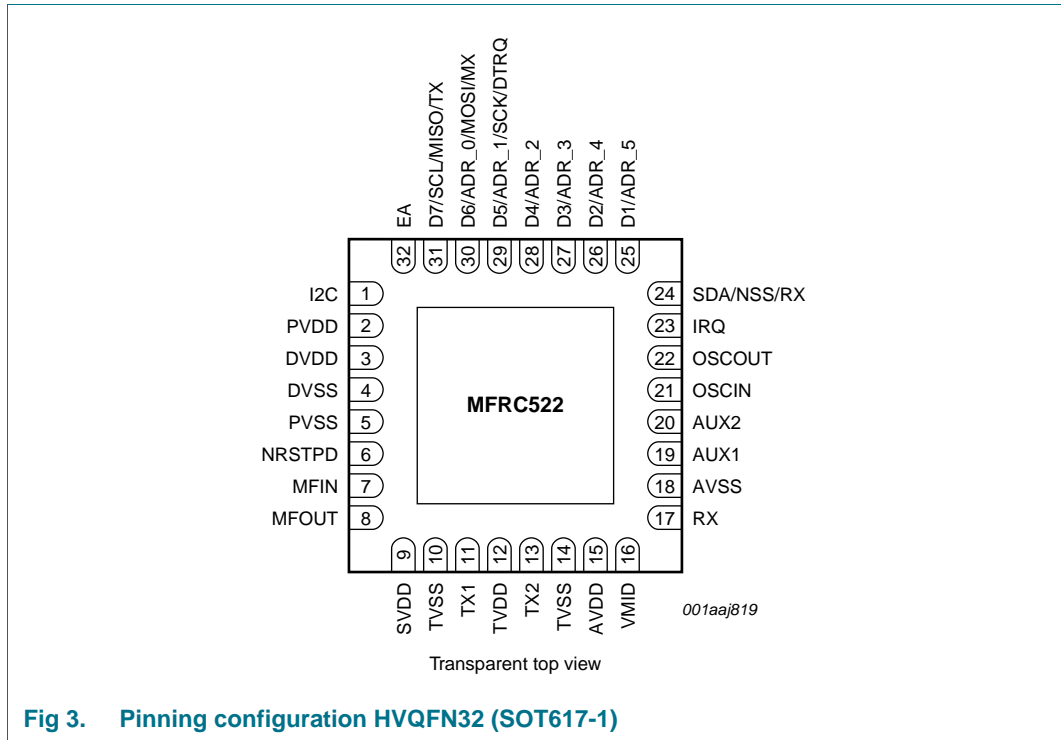 EA
D7/SCL/MISO/TX
D6/ADR_0/MOSI/MX
D5/ADR_1/SCK/DTRQ
D4/ADR_2
D3/ADR_3
D2/ADR_4
D1/ADR_5
32
31
30
29
28
27
26
25
I2C 1
PVDD 2
DVDD 3
DVSS 4
PVSS 5
NRSTPD 6
MFIN 7
MFOUT 8
MFRC522
24 SDA/NSS/RX
23 IRQ
22 OSCOUT
21 OSCIN
20 AUX2
19 AUX1
18 AVSS
17 RX
9
10
11
12
13
14
15
16
SVDD
TVSS
TX1
TVDD
TX2
TVSS
AVDD
VMID
001aaj819
Transparent top view
Fig 3. Pinning configuration HVQFN32 (SOT617-1)